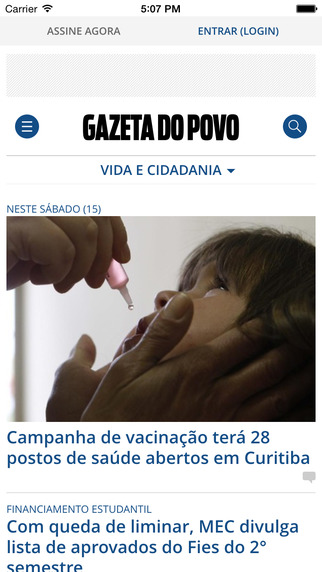 Carrier 5:07 PM
ASSINE AGORA ENTRAR (LOGIN)
GAZETA DO POVO
VIDA E CIDADANIA
NESTE SÁBADO (15)
Campanha de vacinação terá 28
postos de saúde abertos em Curitiba
FINANCIAMENTO ESTUDANTIL
Com queda de liminar, MEC divulga
lista de aprovados do Fies do 2°
semestre